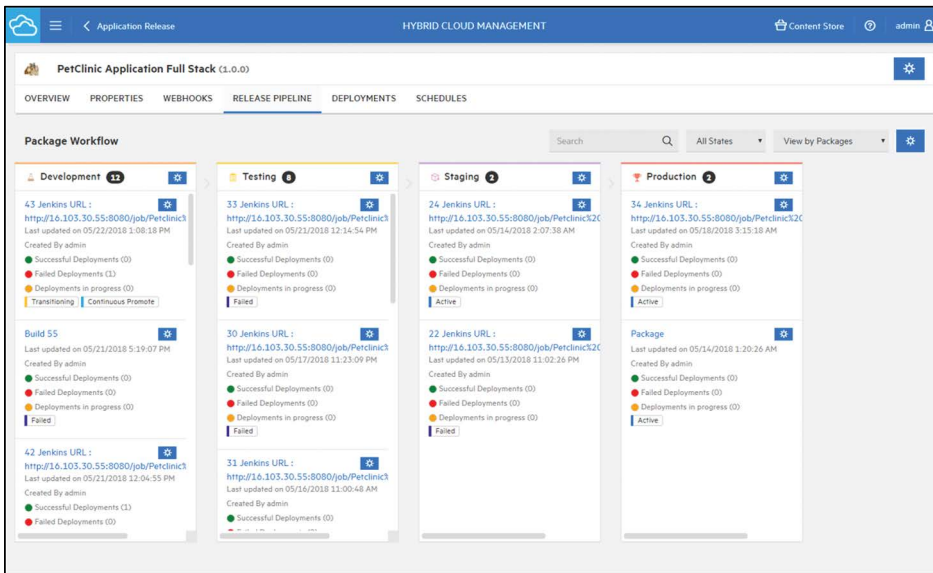 Application Release
HYBRID CLOUD MANAGEMENT
Content Store
admin
PetClinic Application Full Stack (1.0.0)
OVERVIEW PROPERTIES WEBHOOKS RELEASE PIPELINE DEPLOYMENTS SCHEDULES
Package Workflow
Search
All States
View by Packages
Development 12
43 Jenkins URL :
http://16.103.30.55:8080/job/Petclinic%
Last updated on 05/22/2018 1:08:18 PM
Created By admin
Successful Deployments (0)
Failed Deployments (1)
Deployments in progress (0)
Transitioning Continuous Promote
Build 55
Last updated on 05/21/2018 5:19:07 PM
Created By admin
Successful Deployments (0)
Failed Deployments (0)
Deployments in progress (0)
Failed
42 Jenkins URL :
http://16.103.30.55:8080/job/Petclinic%
Last updated on 05/21/2018 12:04:55 PM
Created By admin
Successful Deployments (1)
Failed Deployments (0)
Testing 8
33 Jenkins URL :
http://16.103.30.55:8080/job/Petclinic%
Last updated on 05/21/2018 12:14:54 PM
Created By admin
Successful Deployments (0)
Failed Deployments (0)
Deployments in progress (0)
Failed
30 Jenkins URL :
http://16.103.30.55:8080/job/Petclinic%
Last updated on 05/17/2018 11:23:09 PM
Created By admin
Successful Deployments (0)
Failed Deployments (0)
Deployments in progress (0)
Failed
31 Jenkins URL :
http://16.103.30.55:8080/job/Petclinic%
Last updated on 05/16/2018 11:00:48 AM
Created By admin
Successful Deployments (0)
Staging 2
24 Jenkins URL :
http://16.103.30.55:8080/job/Petclinic%20
Last updated on 05/14/2018 2:07:38 AM
Created By admin
Successful Deployments (0)
Failed Deployments (0)
Deployments in progress (0)
Active
22 Jenkins URL :
http://16.103.30.55:8080/job/Petclinic%20
Last updated on 05/13/2018 11:02:26 PM
Created By admin
Successful Deployments (0)
Failed Deployments (0)
Deployments in progress (0)
Failed
Production 2
34 Jenkins URL :
http://16.103.30.55:8080/job/Petclinic%20
Last updated on 05/18/2018 3:15:18 AM
Created By admin
Successful Deployments (0)
Failed Deployments (0)
Deployments in progress (0)
Active
Package
Last updated on 05/14/2018 1:20:26 AM
Created By admin
Successful Deployments (0)
Failed Deployments (0)
Deployments in progress (0)
Active